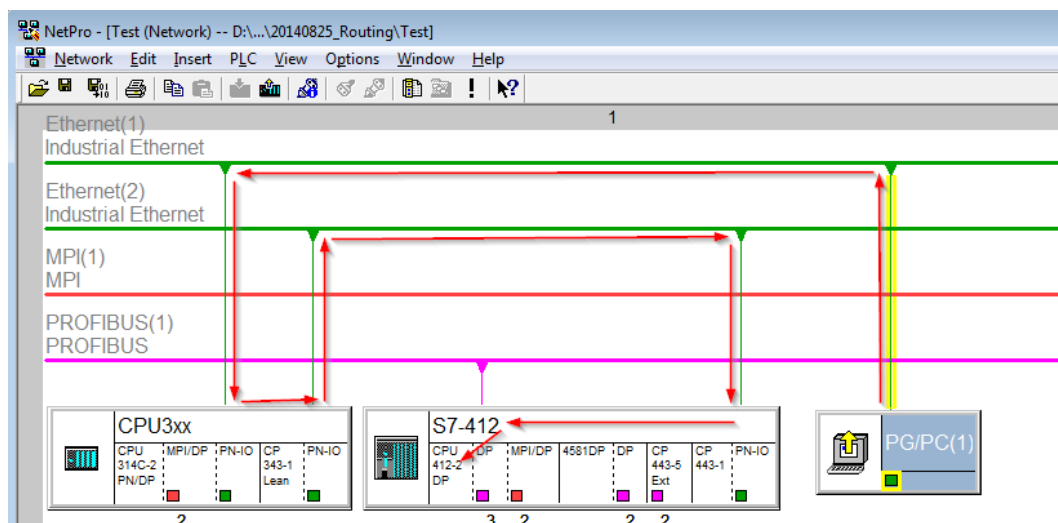 NetPro - [Test (Network) -- D:\...\20140825_Routing\Test]
Network Edit Insert PLC View Options Window Help
1
Ethernet(1)
Industrial Ethernet
Ethernet(2)
Industrial Ethernet
MPI(1)
MPI
PROFIBUS(1)
PROFIBUS
CPU3xx
CPU 314C-2 PN/DP
MPI/DP
PN-IO
CP 343-1 Lean
PN-IO
2
S7-412
CPU 412-2 DP
DP
MPI/DP
4581DP
DP
CP 443-5 Ext
CP 443-1
PN-IO
3 2 2 2
PG/PC(1)